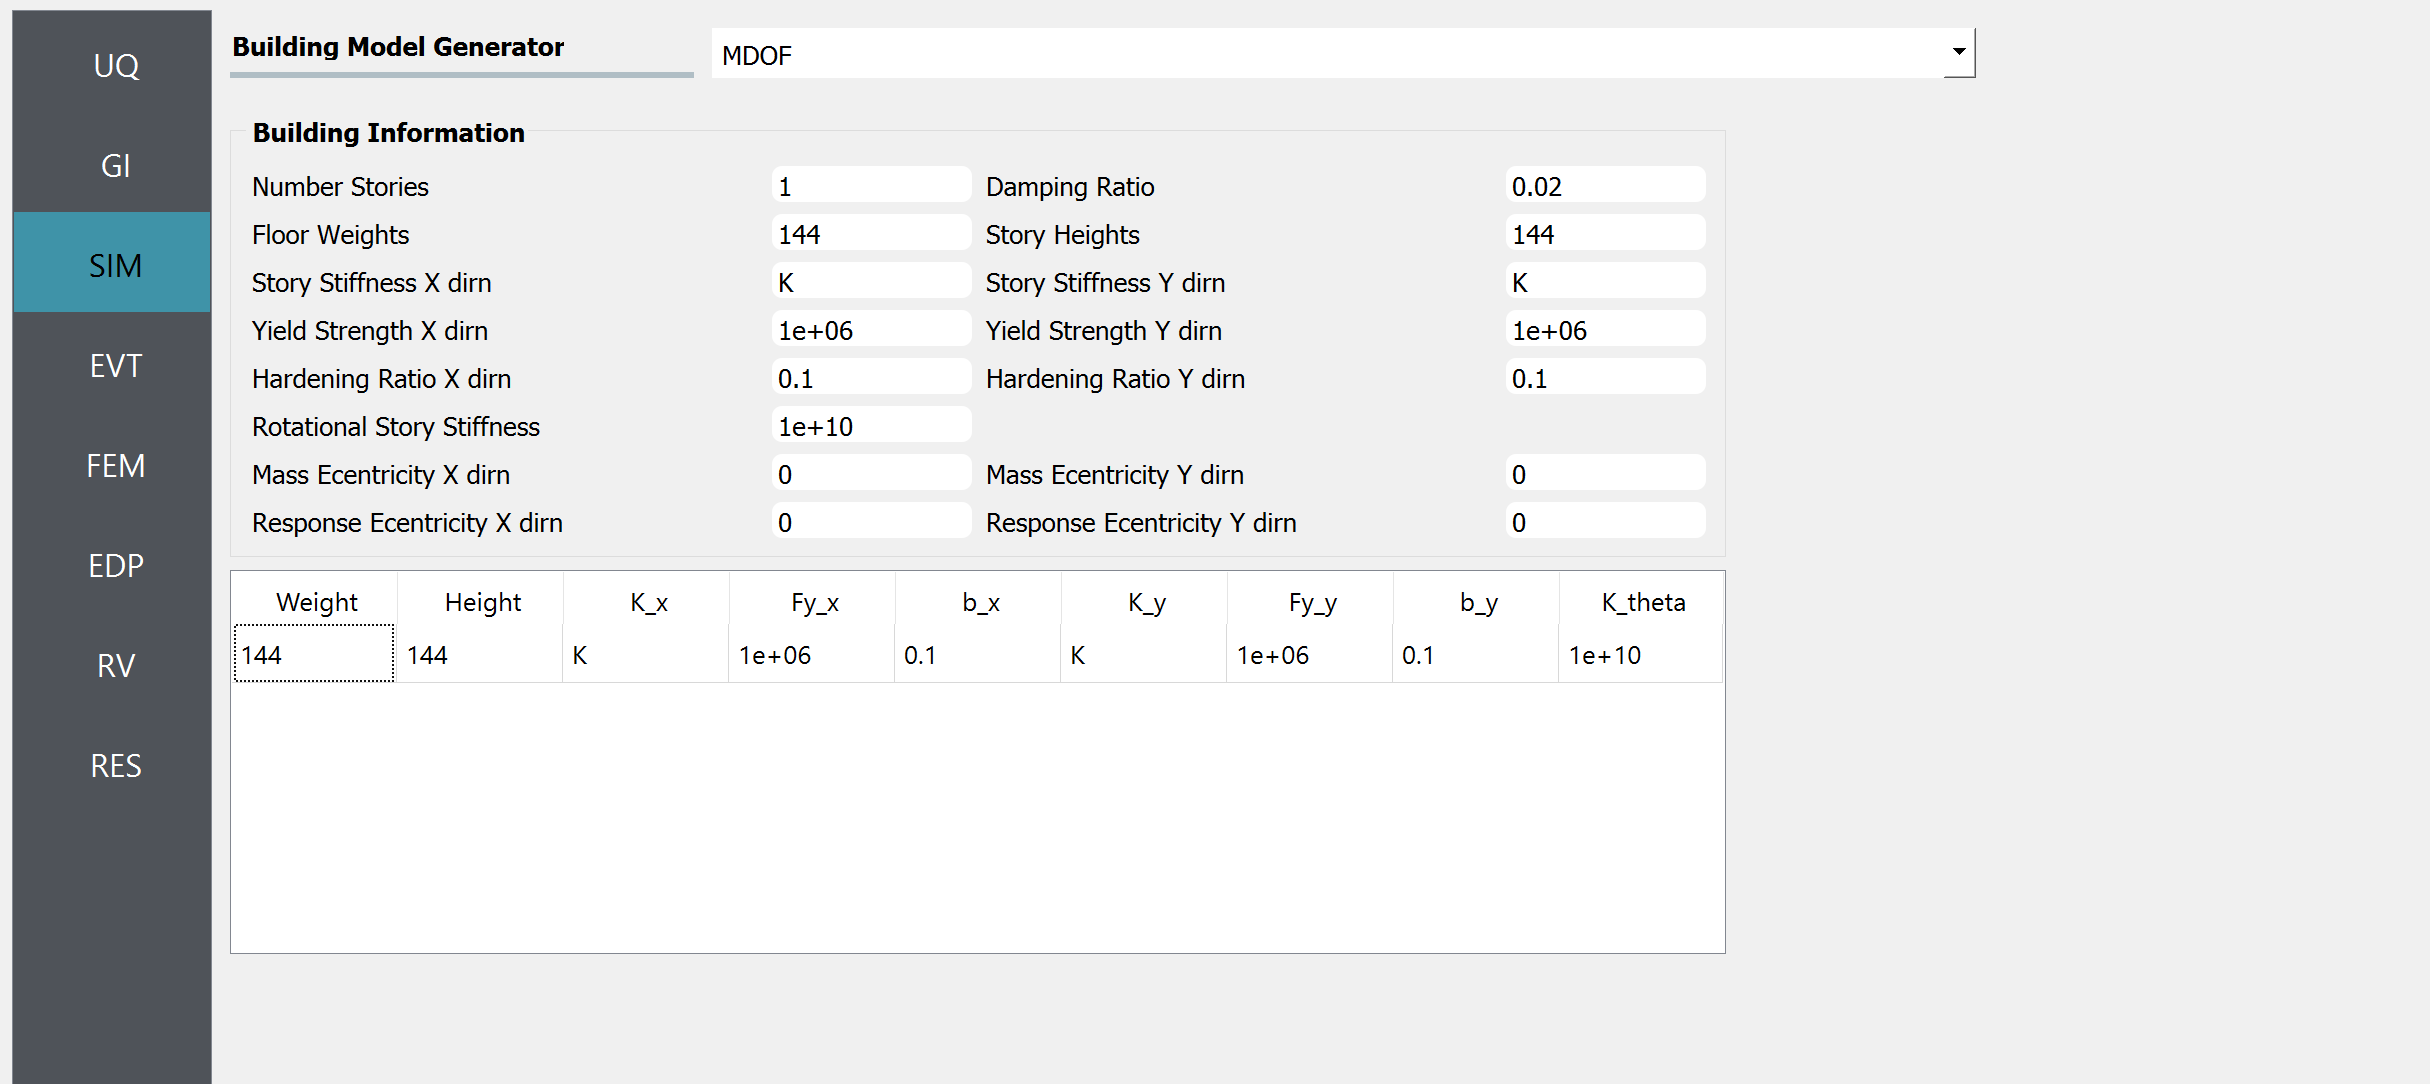 UQ
GI
SIM
EVT
FEM
EDP
RV
RES
Building Model Generator MDOF
Building Information
Number Stories 1 Damping Ratio 0.02
Floor Weights 144 Story Heights 144
Story Stiffness X dirn K Story Stiffness Y dirn K
Yield Strength X dirn 1e+06 Yield Strength Y dirn 1e+06
Hardening Ratio X dirn 0.1 Hardening Ratio Y dirn 0.1
Rotational Story Stiffness 1e+10
Mass Ecentricity X dirn 0 Mass Ecentricity Y dirn 0
Response Ecentricity X dirn 0 Response Ecentricity Y dirn 0
Weight Height K_x Fy_x b_x K_y Fy_y b_y K_theta
144 144 K 1e+06 0.1 K 1e+06 0.1 1e+10